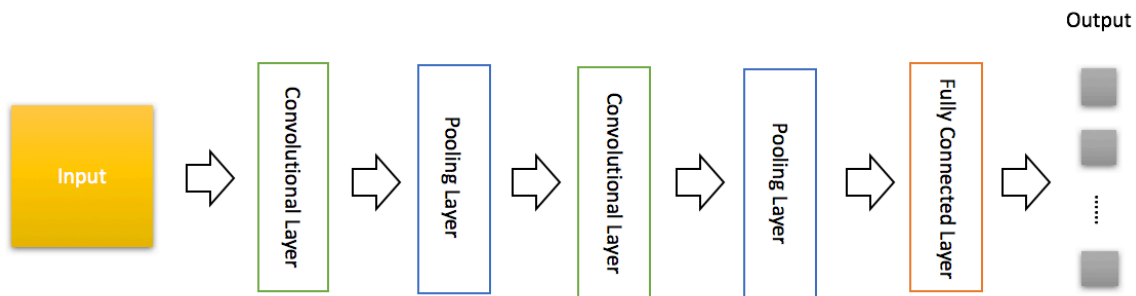 Output
Input
Convolutional Layer
Pooling Layer
Convolutional Layer
Pooling Layer
Fully Connected Layer
......